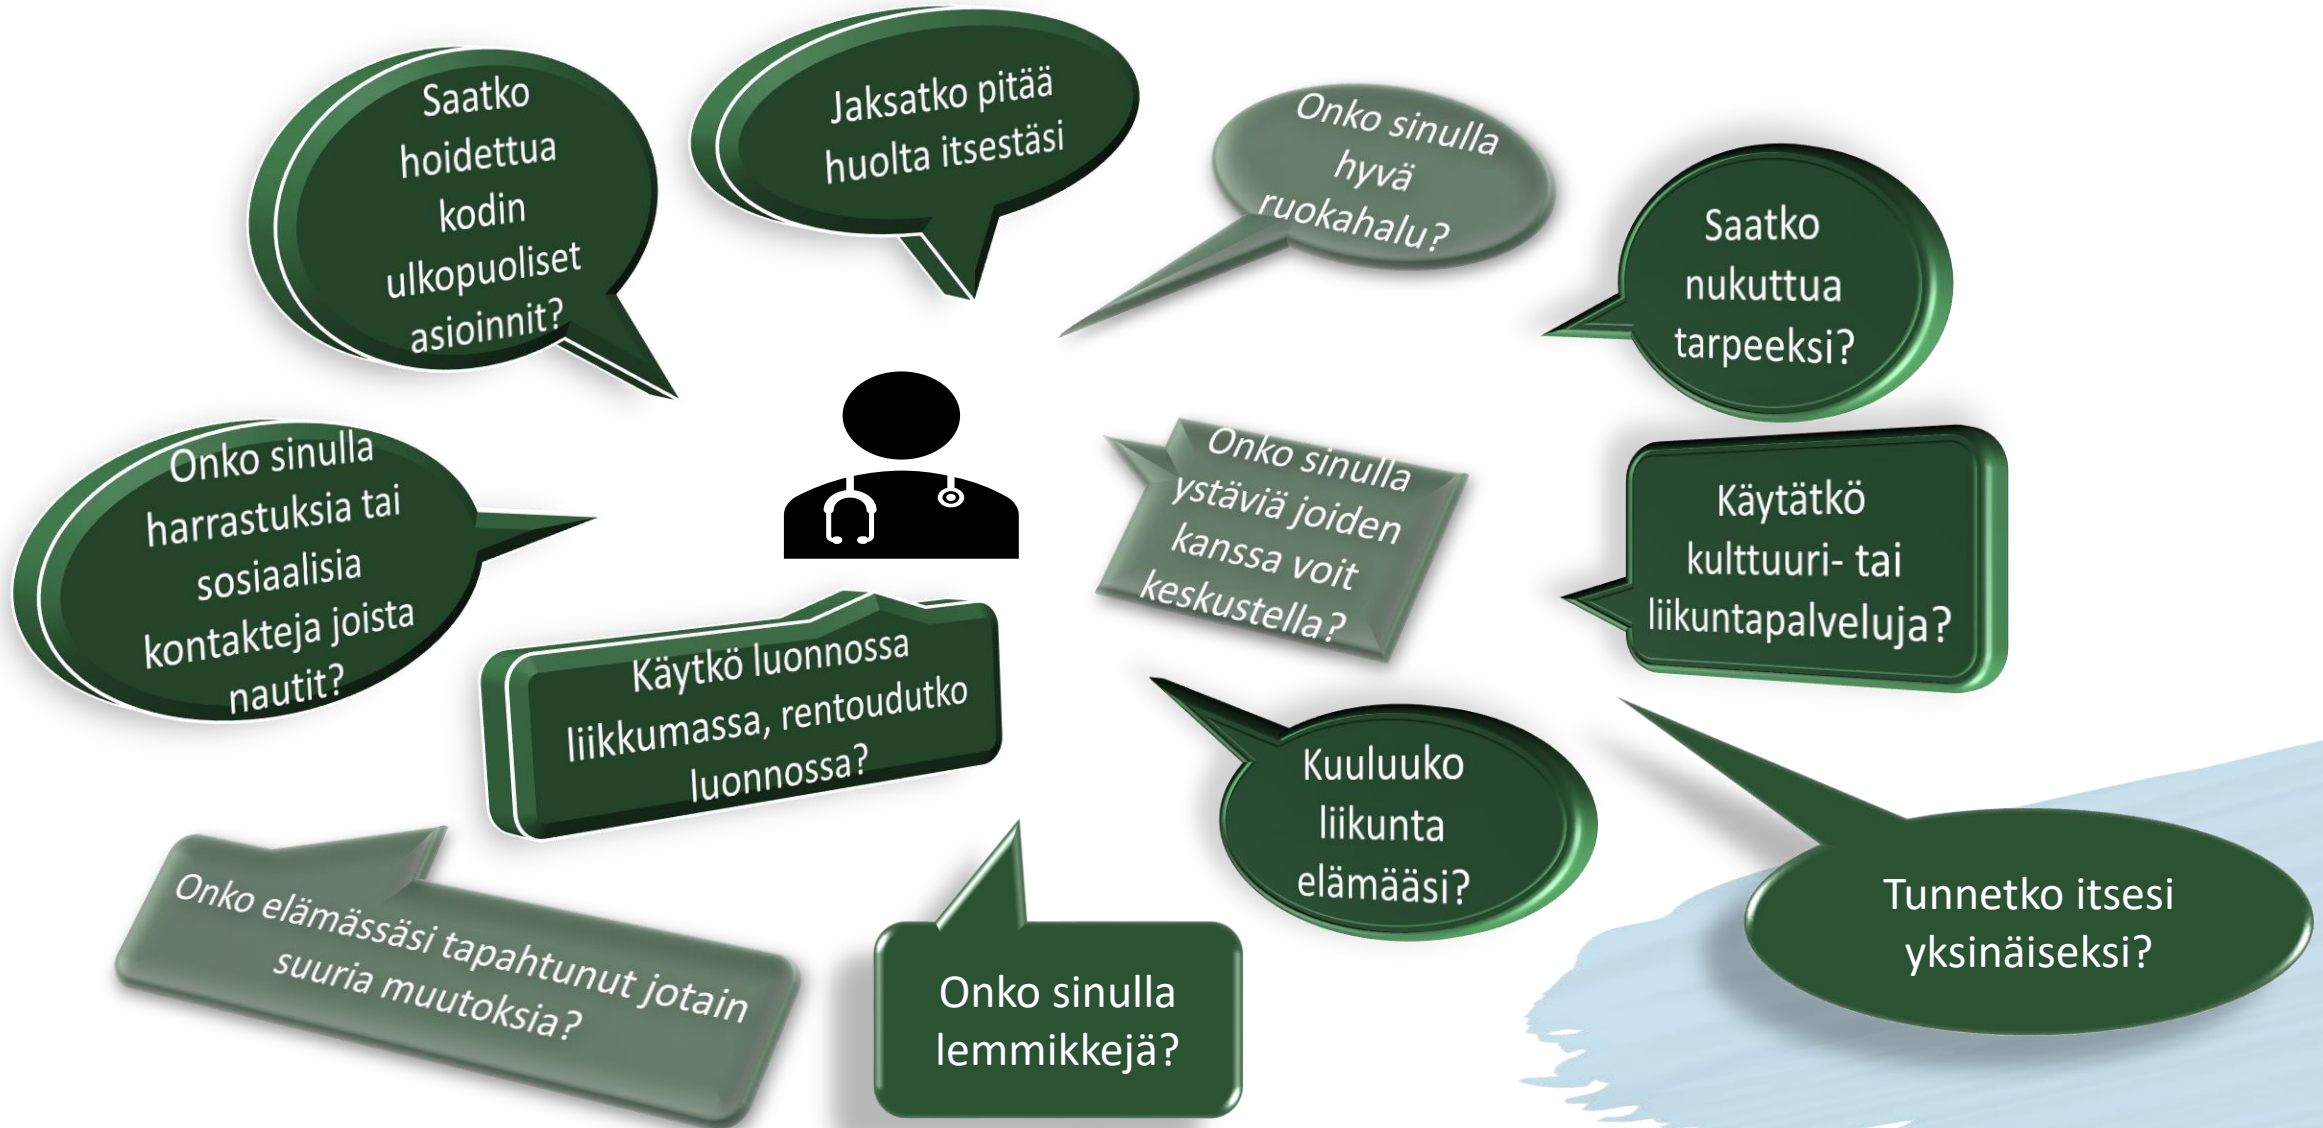 Saatko
hoidettua
kodin
ulkopuoliset
asioinnit?
Jaksatko pitää
huolta itsestäsi
Onko sinulla
hyvä
ruokahalu?
Saatko
nukuttua
tarpeeksi?
Onko sinulla
harrastuksia tai
sosiaalisia
kontakteja joista
nautit?
Onko sinulla
ystäviä joiden
kanssa voit
keskustella?
Käytätkö
kulttuuri- tai
liikuntapalveluja?
Käytkö luonnossa
liikkumassa, rentoudutko
luonnossa?
Kuuluuko
liikunta
elämääsi?
Tunnetko itsesi
yksinäiseksi?
Onko elämässäsi tapahtunut jotain
suuria muutoksia?
Onko sinulla
lemmikkejä?